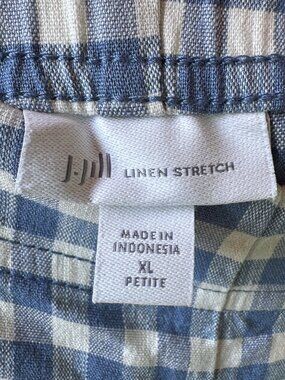 J.Jill LINEN STRETCH
MADE IN
INDONESIA
XL
PETITE